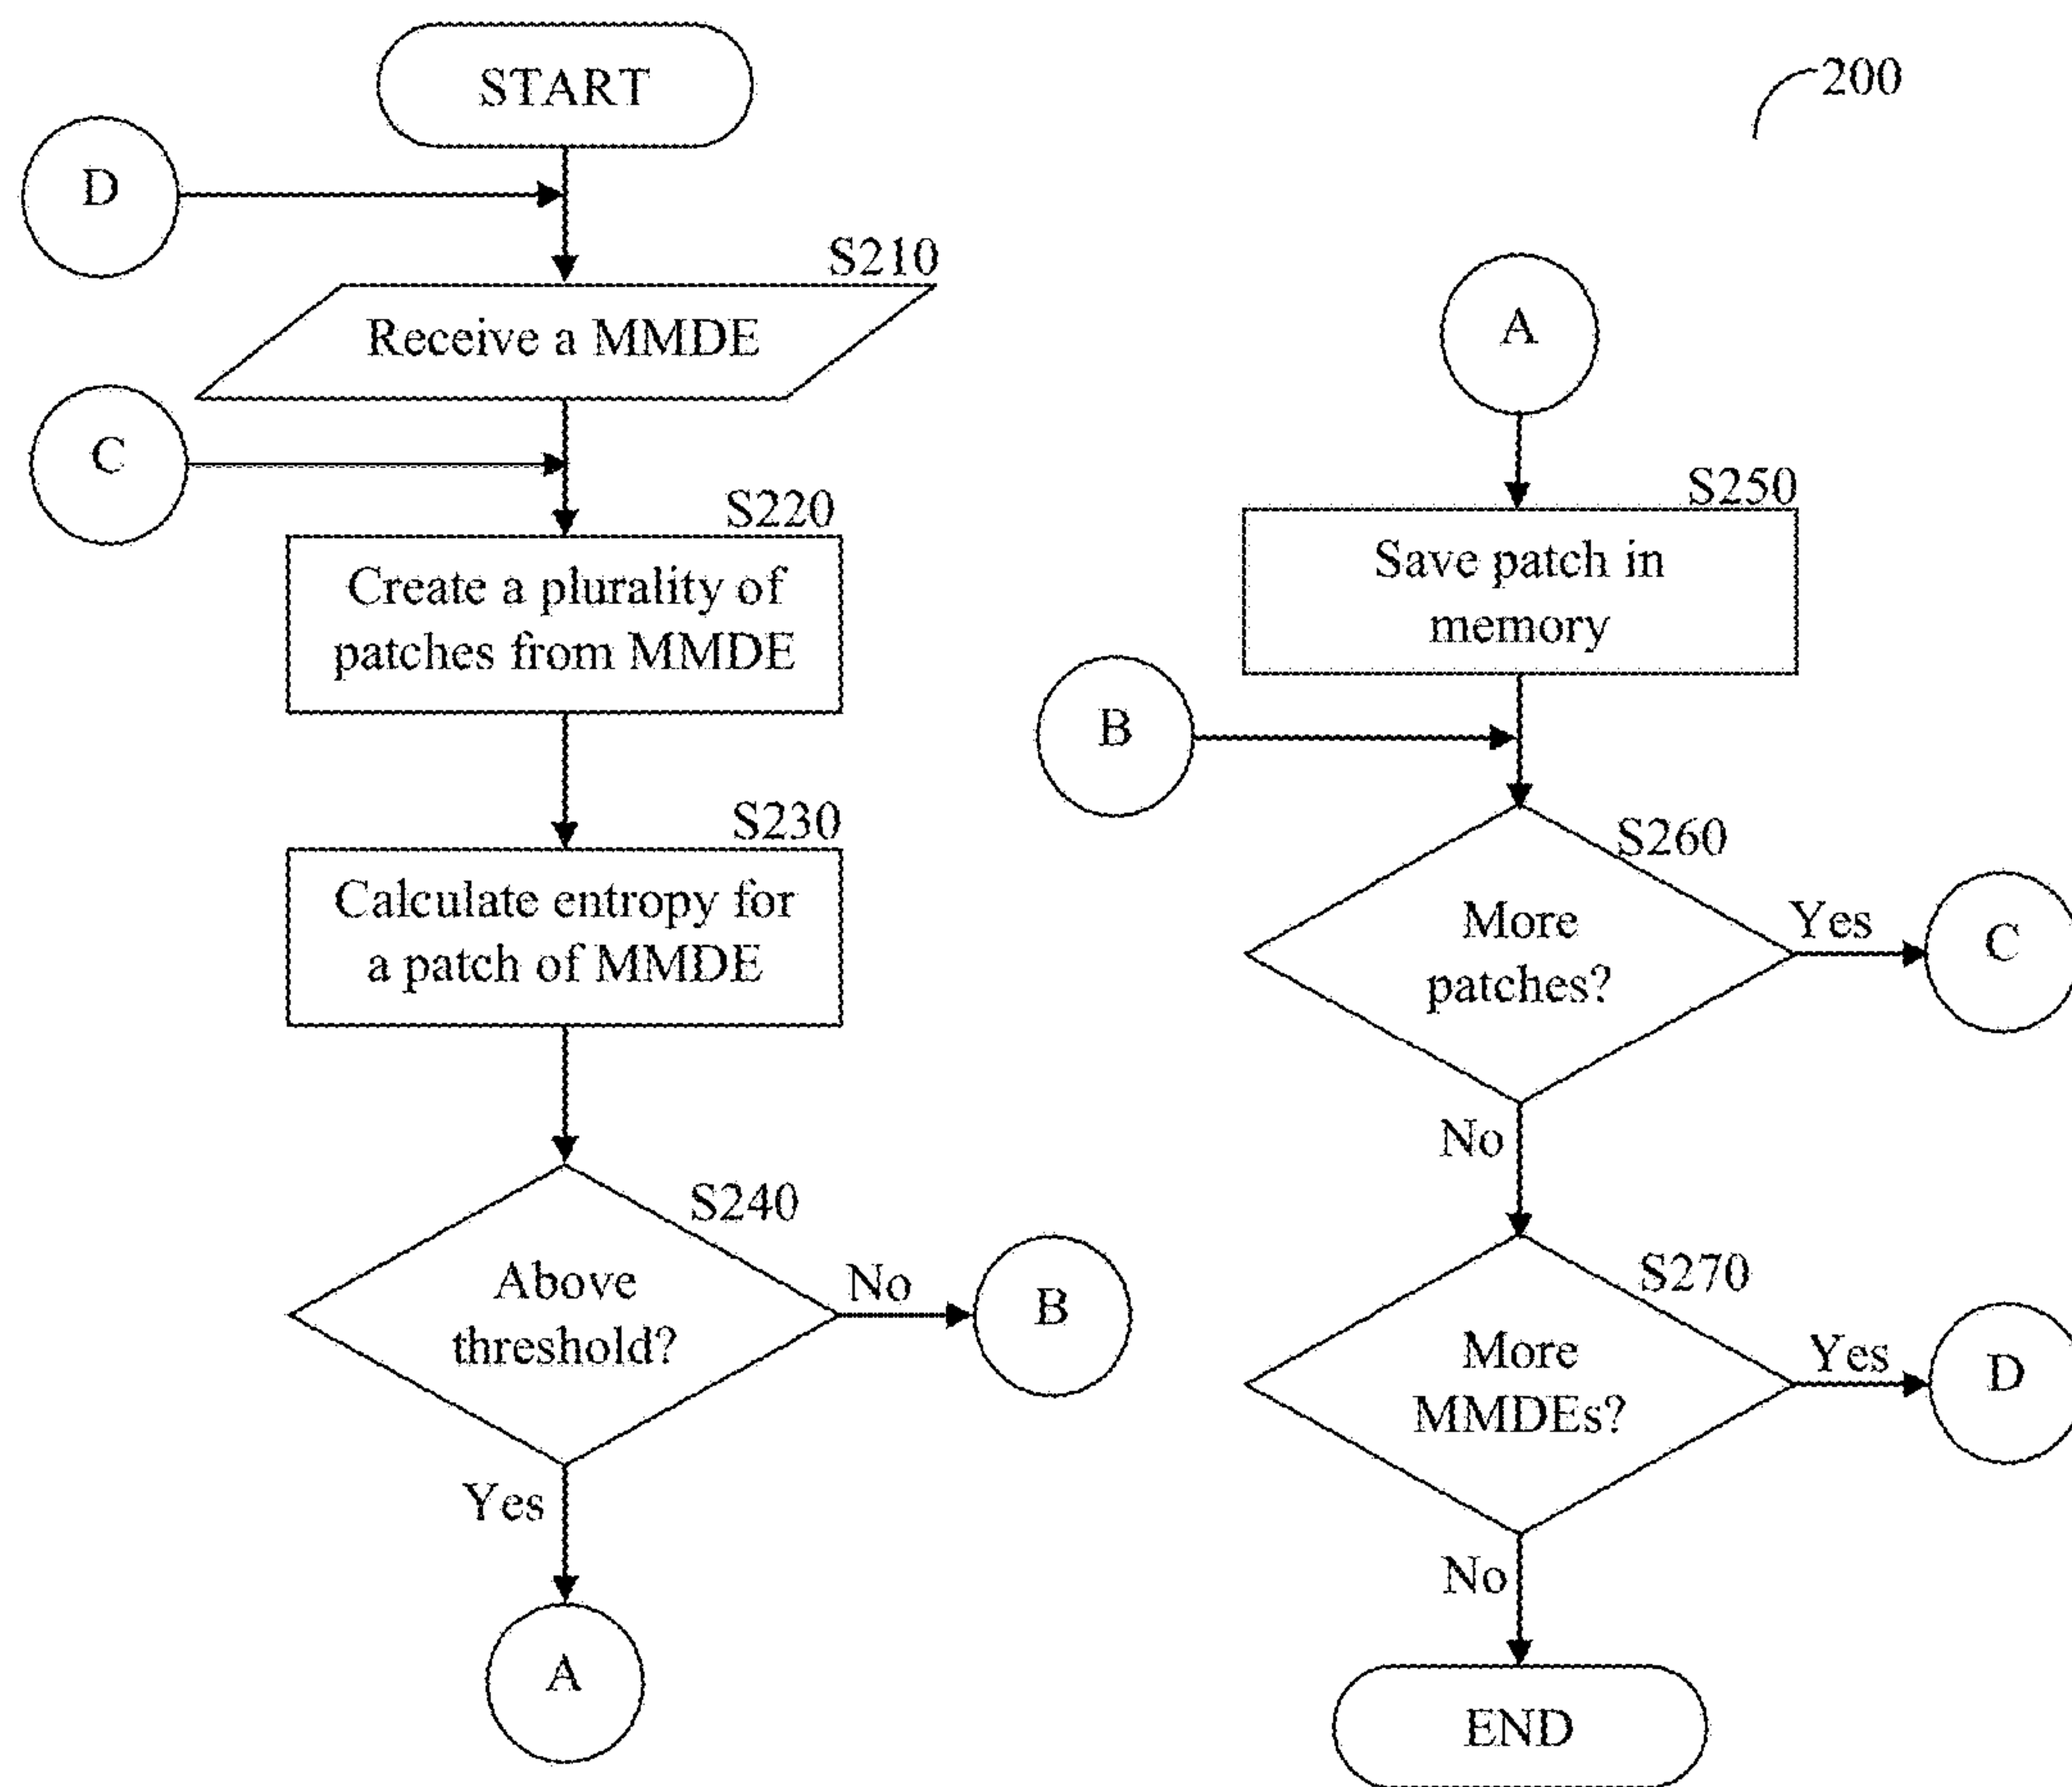 START
200
D
S210
Receive a MMDE
C
S220
Create a plurality of
patches from MMDE
S230
Calculate entropy for
a patch of MMDE
S240
Above
threshold?
No
B
Yes
A
A
S250
Save patch in
memory
B
S260
More
patches?
Yes
C
No
S270
More
MMDEs?
Yes
D
No
END